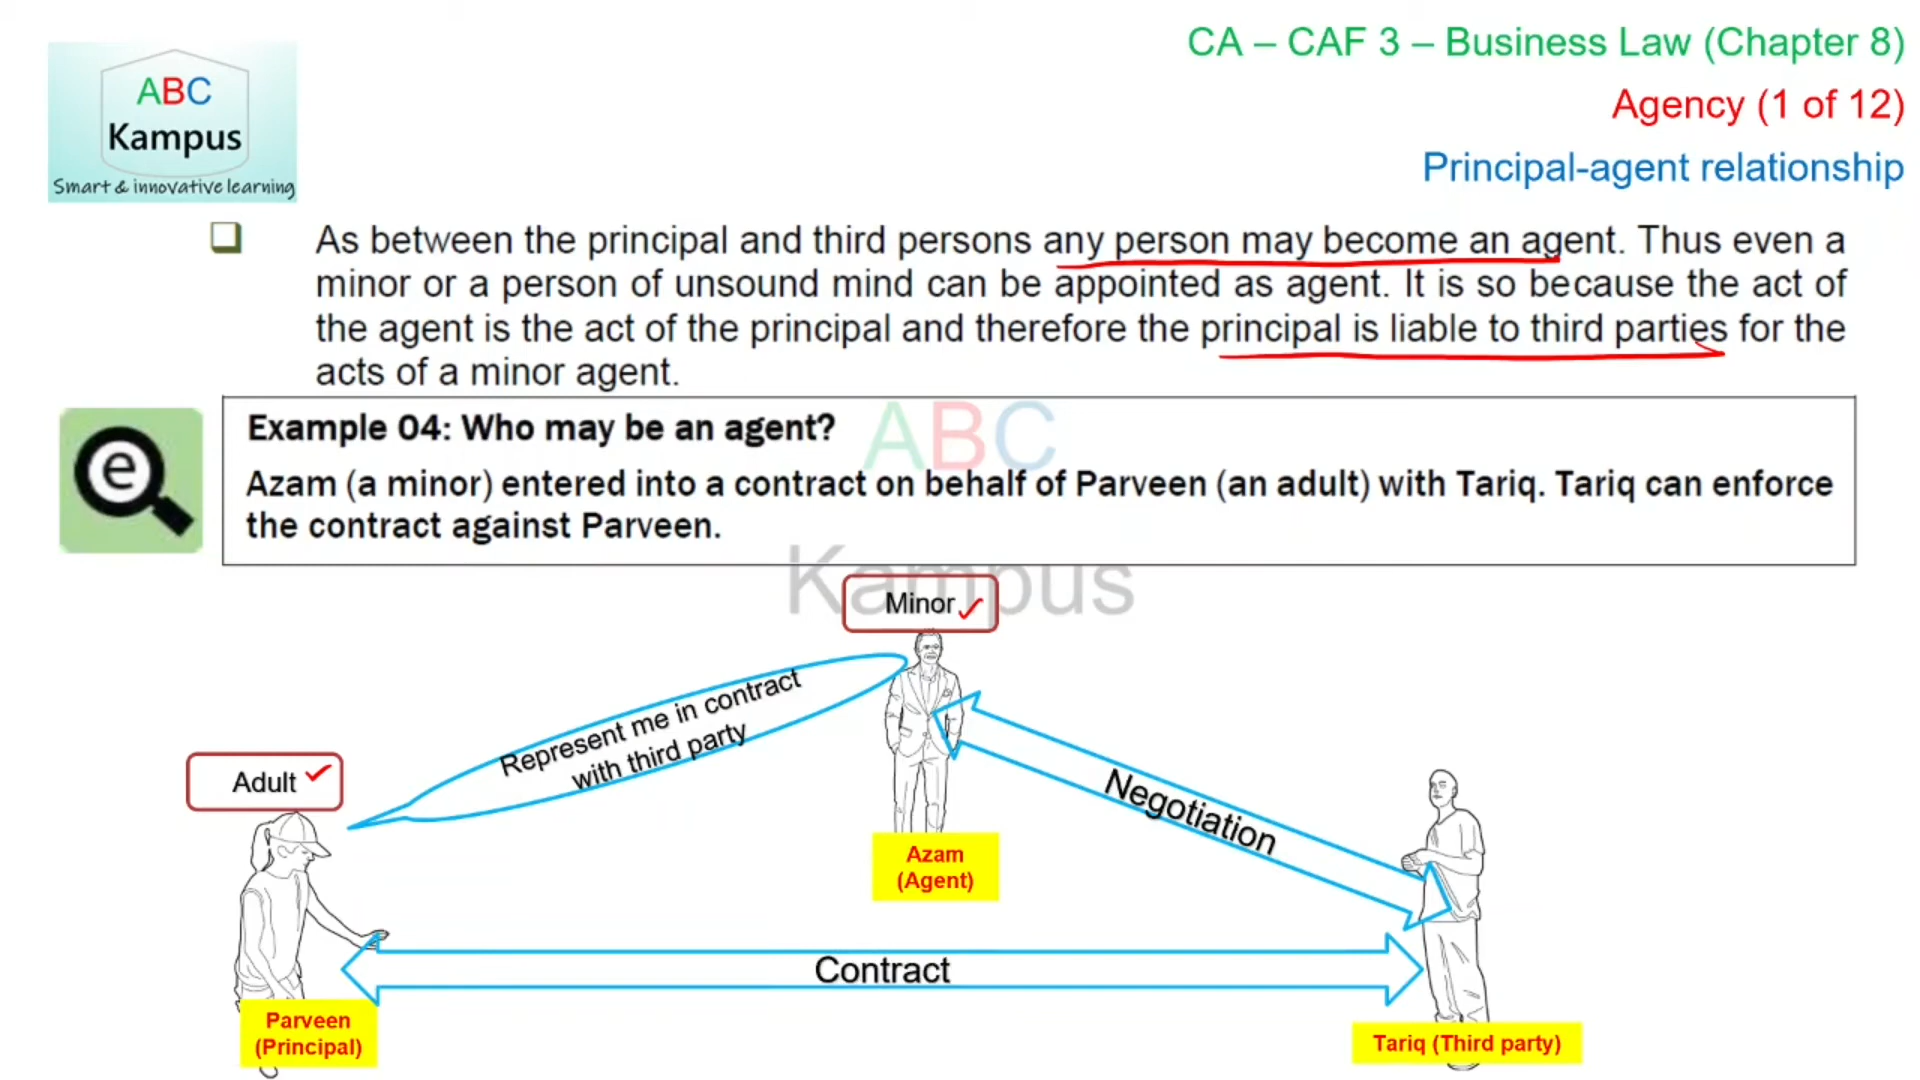 ABC
Kampus
Smart & innovative learning
CA – CAF 3 – Business Law (Chapter 8)
Agency (1 of 12)
Principal-agent relationship
As between the principal and third persons any person may become an agent. Thus even a
minor or a person of unsound mind can be appointed as agent. It is so because the act of
the agent is the act of the principal and therefore the principal is liable to third parties for the
acts of a minor agent.
e
Example 04: Who may be an agent?
Azam (a minor) entered into a contract on behalf of Parveen (an adult) with Tariq. Tariq can enforce
the contract against Parveen.
ABC
Kampus
Minor
Represent me in contract
with third party
Adult
Negotiation
Azam
(Agent)
Contract
Parveen
(Principal)
Tariq (Third party)